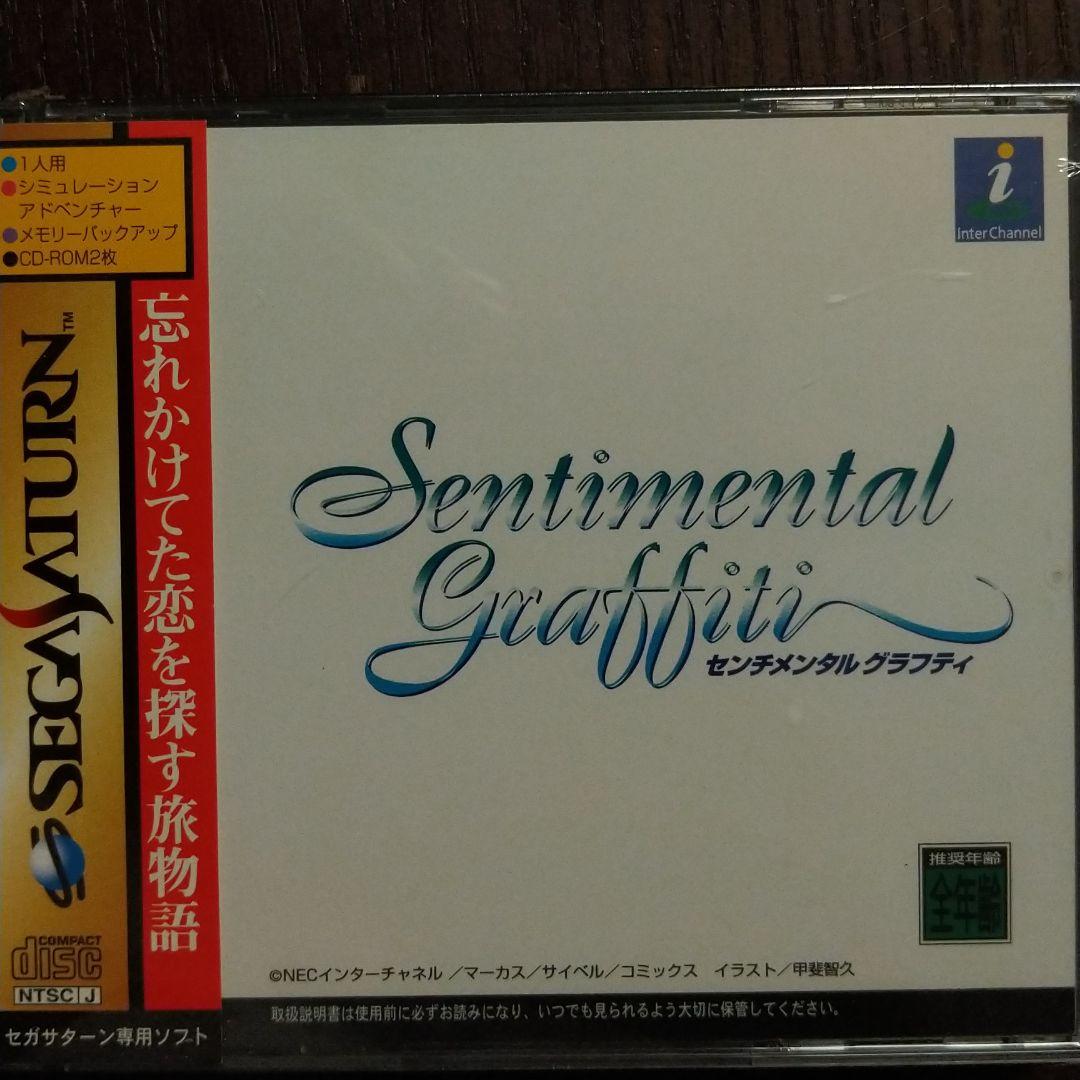 ●1人用
●シミュレーション
アドベンチャー
●メモリーバックアップ
●CD-ROM2枚
SEGA SATURN™
忘れかけてた恋を探す旅物語
COMPACT
disc
NTSC J
セガサターン専用ソフト
i
InterChannel
Sentimental
Graffiti
センチメンタル グラフティ
推奨年齢
全年齢
©NECインターチャネル／マーカス／サイベル／コミックス イラスト／甲斐智久
取扱説明書は使用前に必ずお読みになり、いつでも見られるよう大切に保管してください。